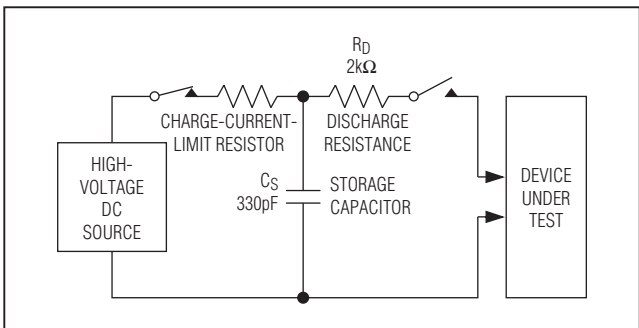 R_D
2kΩ
CHARGE-CURRENT-
LIMIT RESISTOR
DISCHARGE
RESISTANCE
HIGH-
VOLTAGE
DC
SOURCE
C_S
330pF
STORAGE
CAPACITOR
DEVICE
UNDER
TEST